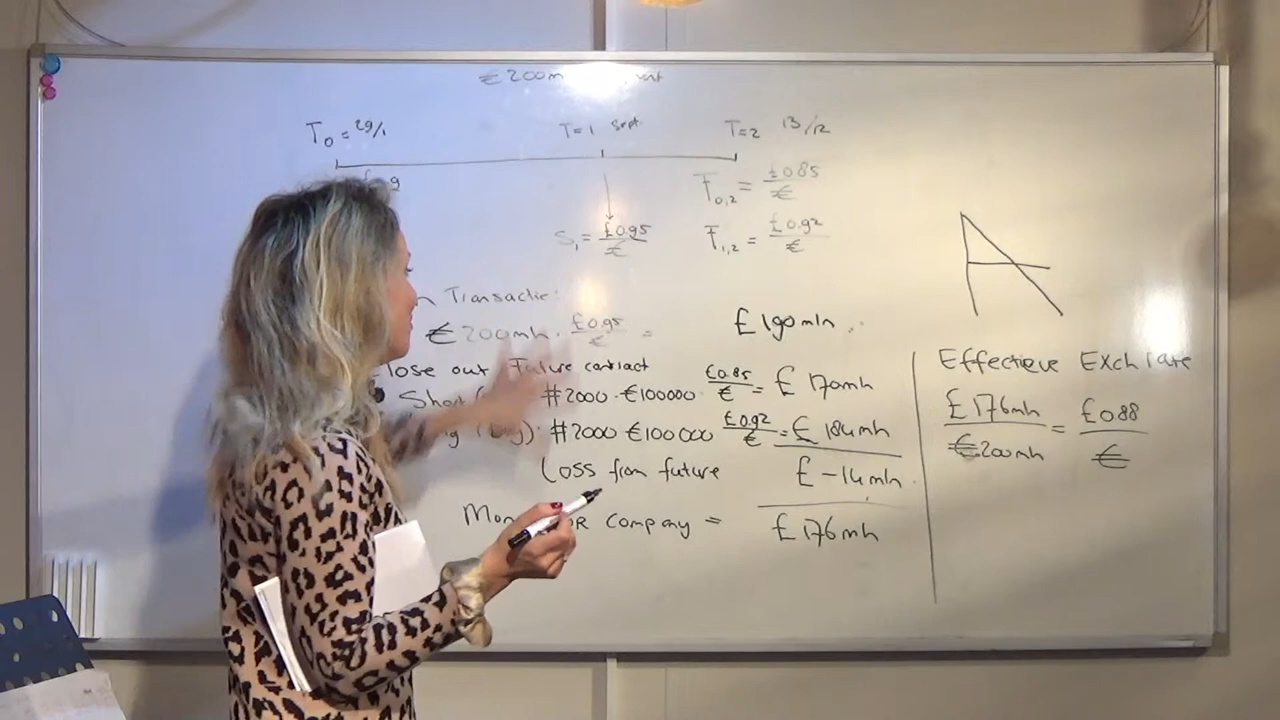 €200m
T₀ = 29/1 T=1 Sept T=2 13/12
F₀,₂ = £0.85/€
S₁ = £0.95/€ F₁,₂ = £0.92/€
Transactie:
€200mln · £0.95/€ = £190mln
lose out Future contract
Short #2000 · €100000 · £0.85/€ = £170mln
#2000 €100000 £0.92/€ = £184mln
Loss from future £-14mln
Mon company = £176mln
A
Effective Exch rate
£176mln/€200mln = £0.88/€